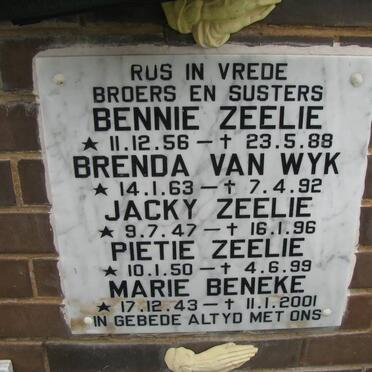 RUS IN VREDE
BROERS EN SUSTERS
BENNIE ZEELIE
★ 11.12.56 – ✝ 23.5.88
BRENDA VAN WYK
★ 14.1.63 – ✝ 7.4.92
JACKY ZEELIE
★ 9.7.47 – ✝ 16.1.96
PIETIE ZEELIE
★ 10.1.50 – ✝ 4.6.99
MARIE BENEKE
★ 17.12.43 – ✝ 11.1.2001
IN GEBEDE ALTYD MET ONS